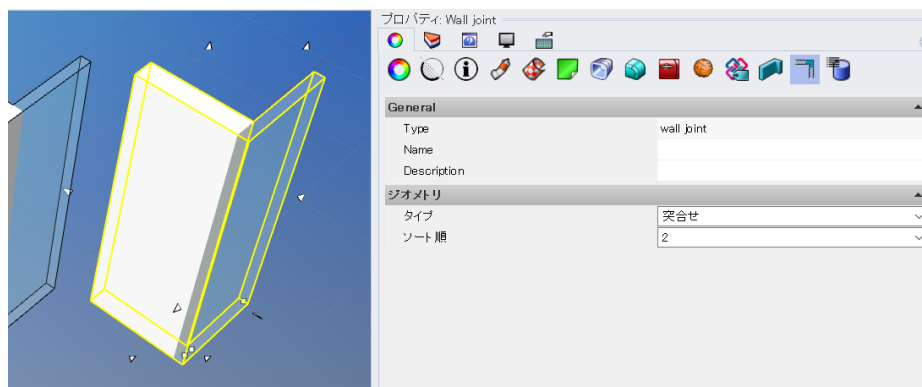 プロパティ: Wall joint
General
Type wall joint
Name
Description
ジオメトリ
タイプ 突合せ
ソート順 2